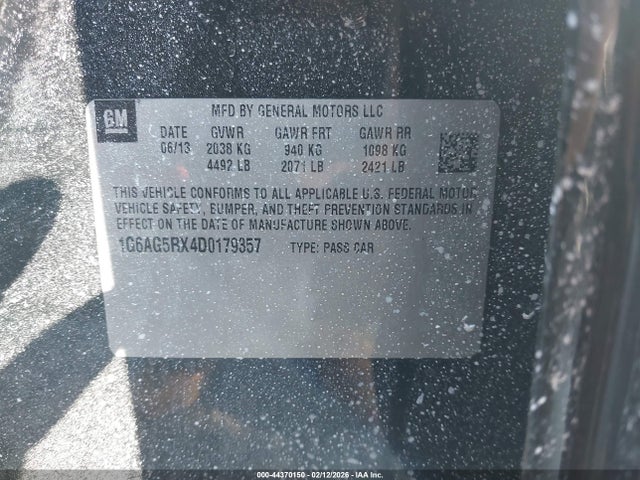 GM
MFD BY GENERAL MOTORS LLC
DATE GVWR GAWR FRT GAWR RR
06/13 2038 KG 940 KG 1098 KG
4492 LB 2071 LB 2421 LB
THIS VEHICLE CONFORMS TO ALL APPLICABLE U.S. FEDERAL MOTOR
VEHICLE SAFETY, BUMPER, AND THEFT PREVENTION STANDARDS IN
EFFECT ON THE DATE OF MANUFACTURE SHOWN ABOVE.
1G6AG5RX4D0179357 TYPE: PASS CAR
000-44370150 - 02/12/2026 - IAA Inc.